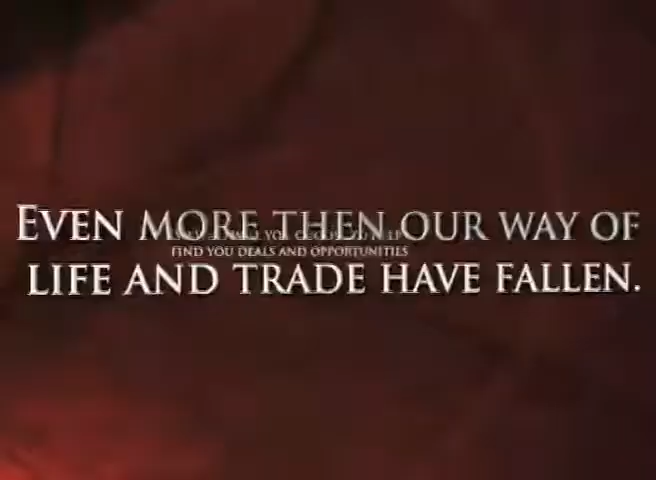 EVEN MORE THEN OUR WAY OF
FIND YOU DEALS AND OPPORTUNITIES
LIFE AND TRADE HAVE FALLEN.